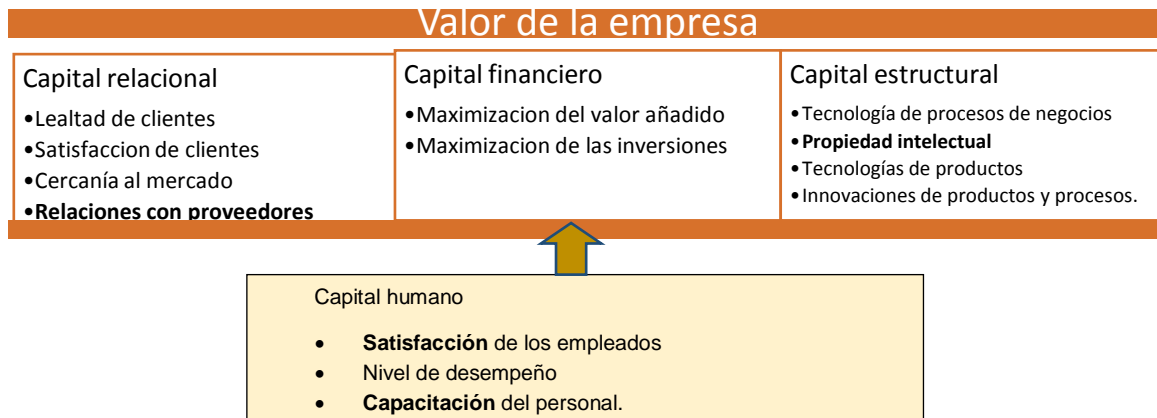 Valor de la empresa
Capital relacional
•Lealtad de clientes
•Satisfaccion de clientes
•Cercanía al mercado
•Relaciones con proveedores
Capital financiero
•Maximizacion del valor añadido
•Maximizacion de las inversiones
Capital estructural
•Tecnología de procesos de negocios
•Propiedad intelectual
•Tecnologías de productos
•Innovaciones de productos y procesos.
Capital humano
• Satisfacción de los empleados
• Nivel de desempeño
• Capacitación del personal.